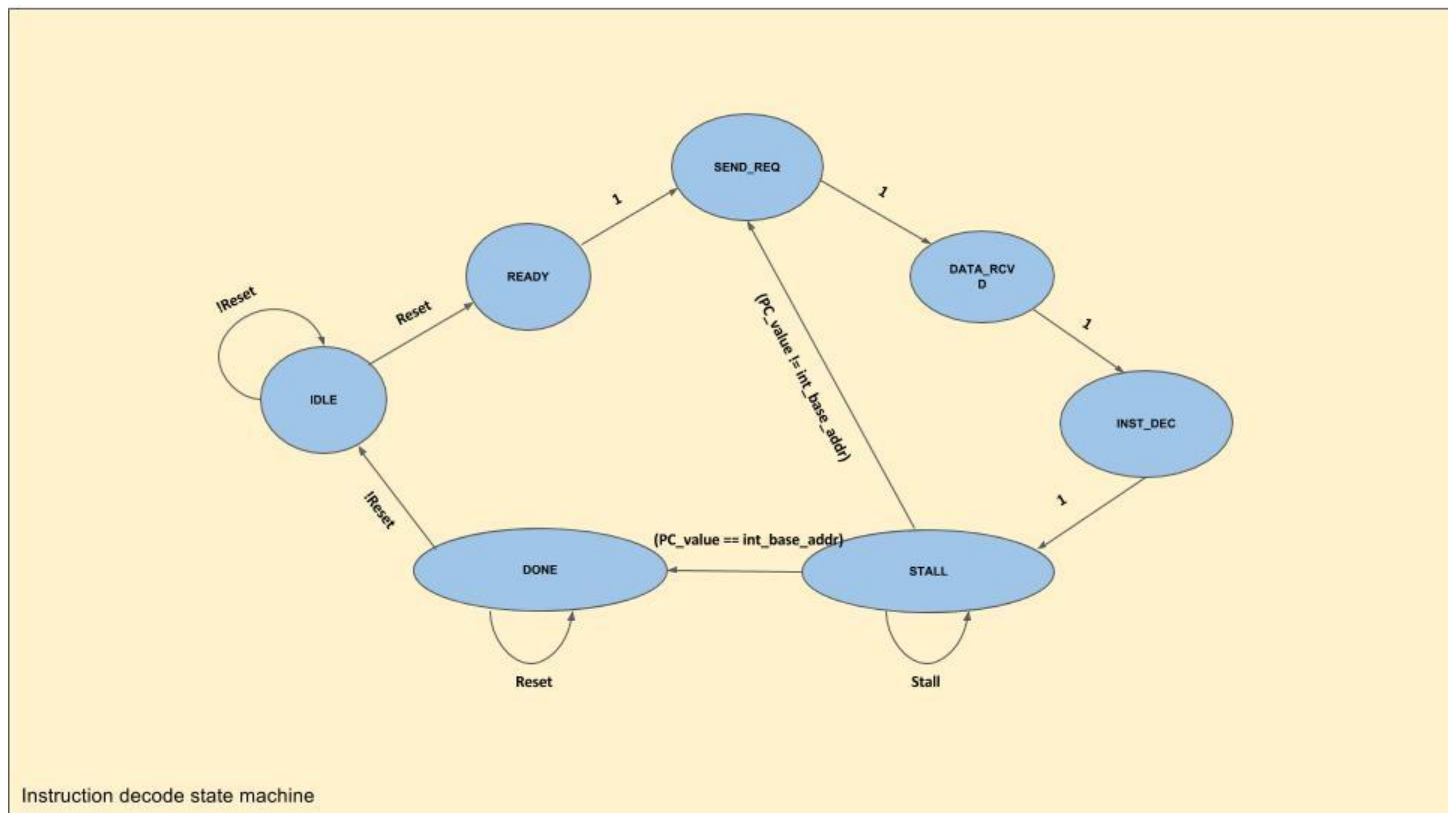 SEND_REQ
1
1
READY
DATA_RCV
D
!Reset
Reset
(PC_value != int_base_addr)
1
IDLE
INST_DEC
!Reset
1
(PC_value == int_base_addr)
DONE
STALL
Reset
Stall
Instruction decode state machine